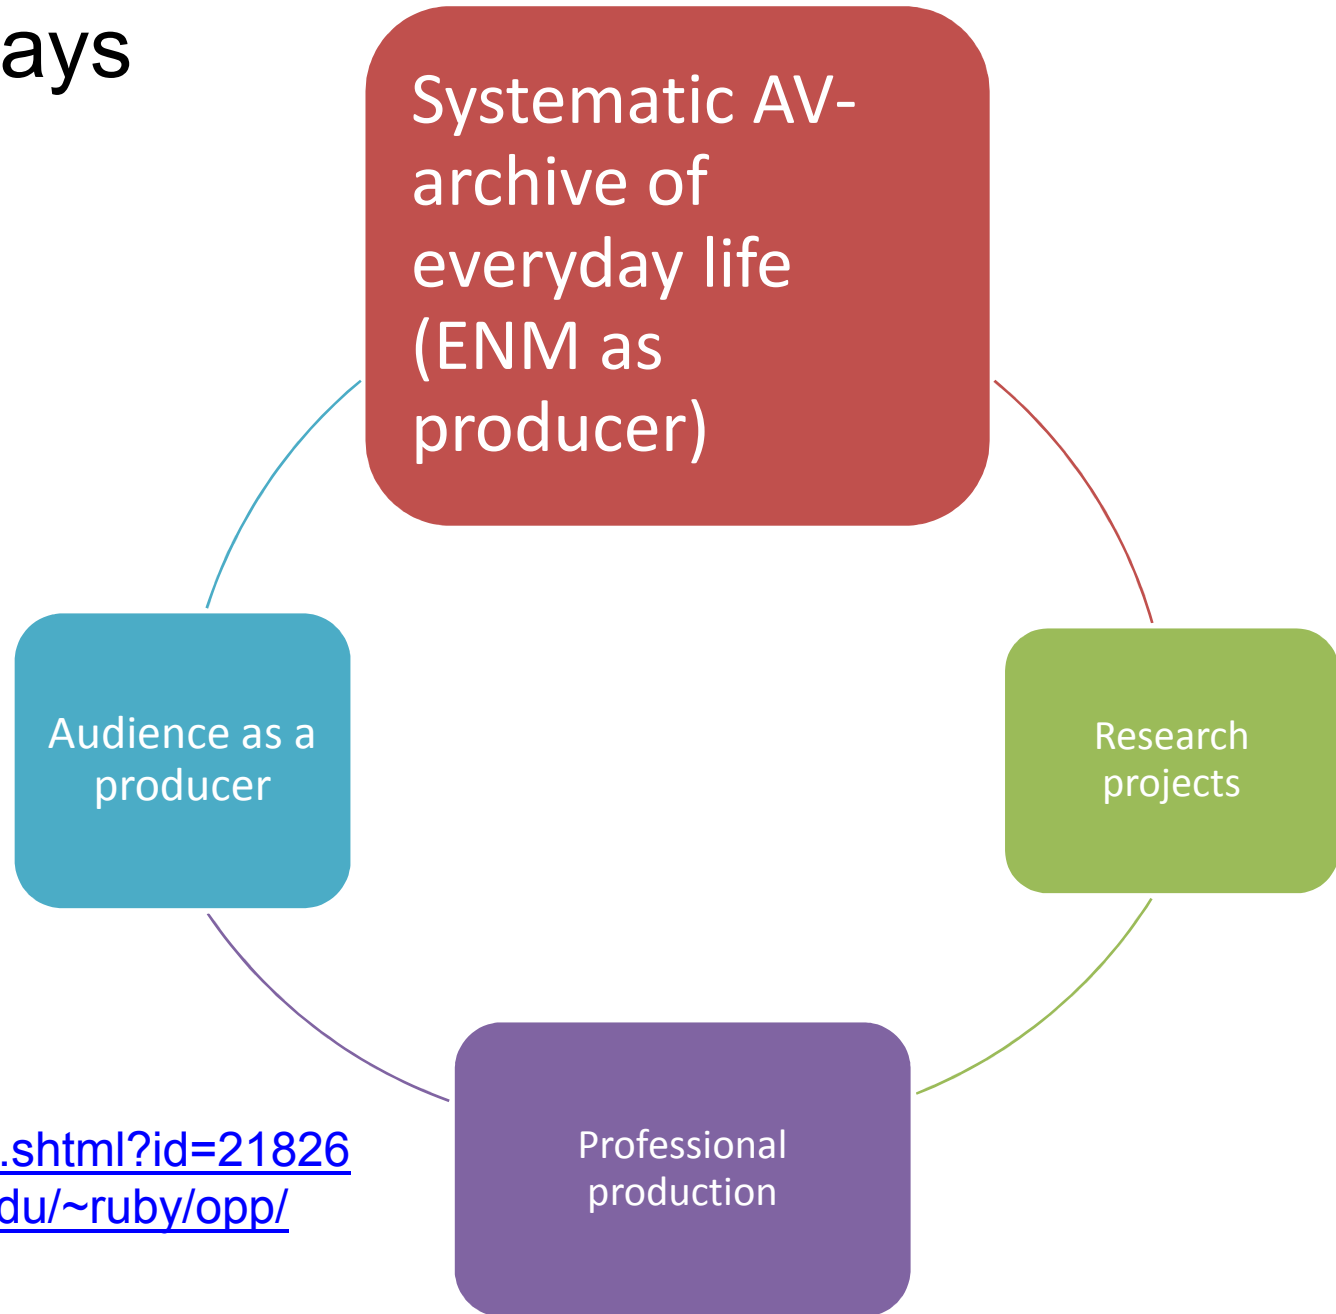 ays
Systematic AV-
archive of
everyday life
(ENM as
producer)
Audience as a
producer
Research
projects
Professional
production
.shtml?id=21826
du/~ruby/opp/